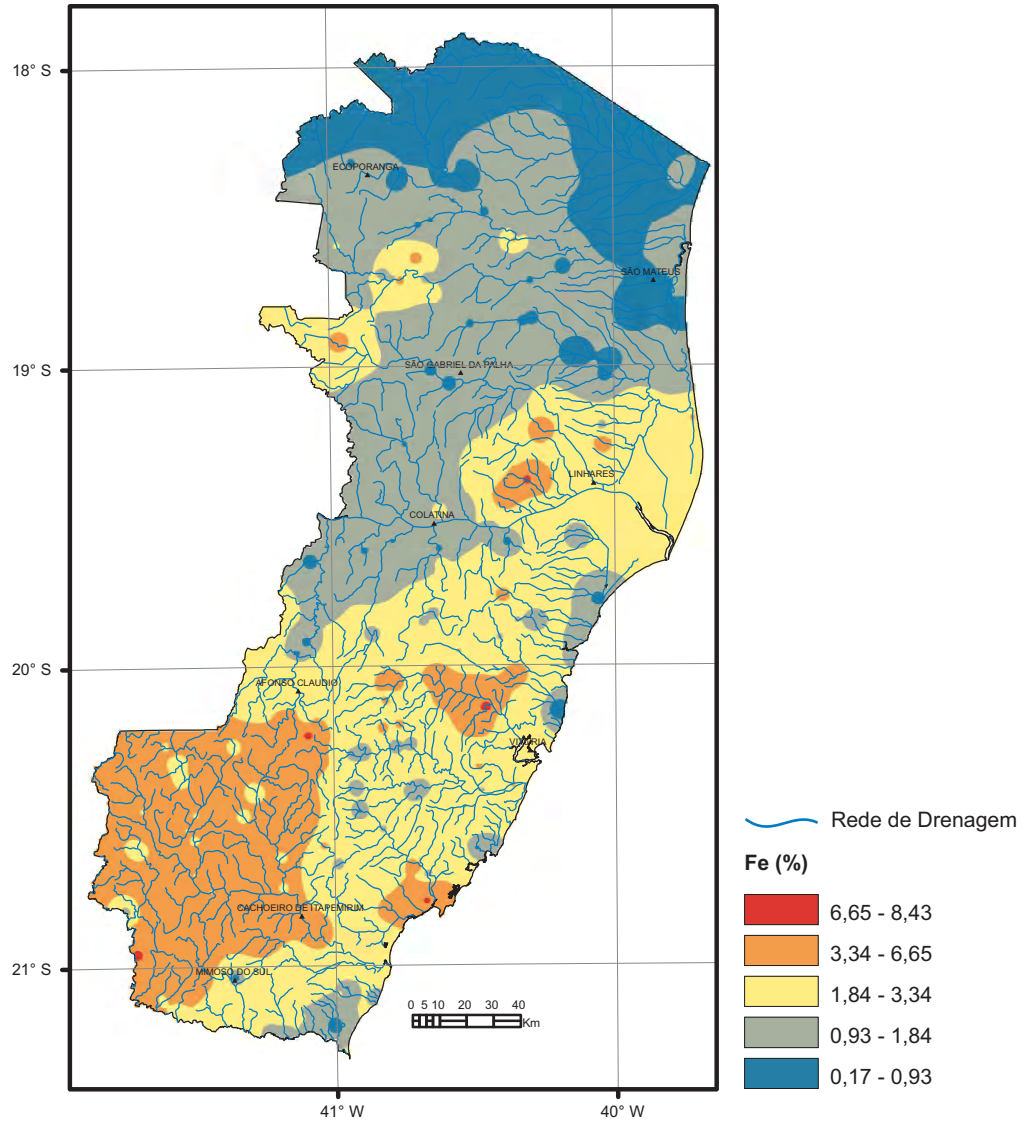 18° S
ECOPORANGA
SÃO MATEUS
19° S
SÃO GABRIEL DA PALHA
LINHARES
COLATINA
20° S
AFONSO CLAUDIO
VITÓRIA
Rede de Drenagem
Fe (%)
6,65 - 8,43
CACHOEIRO DE ITAPEMIRIM
3,34 - 6,65
21° S
MIMOSO DO SUL
1,84 - 3,34
0 5 10 20 30 40
Km
0,93 - 1,84
0,17 - 0,93
41° W
40° W